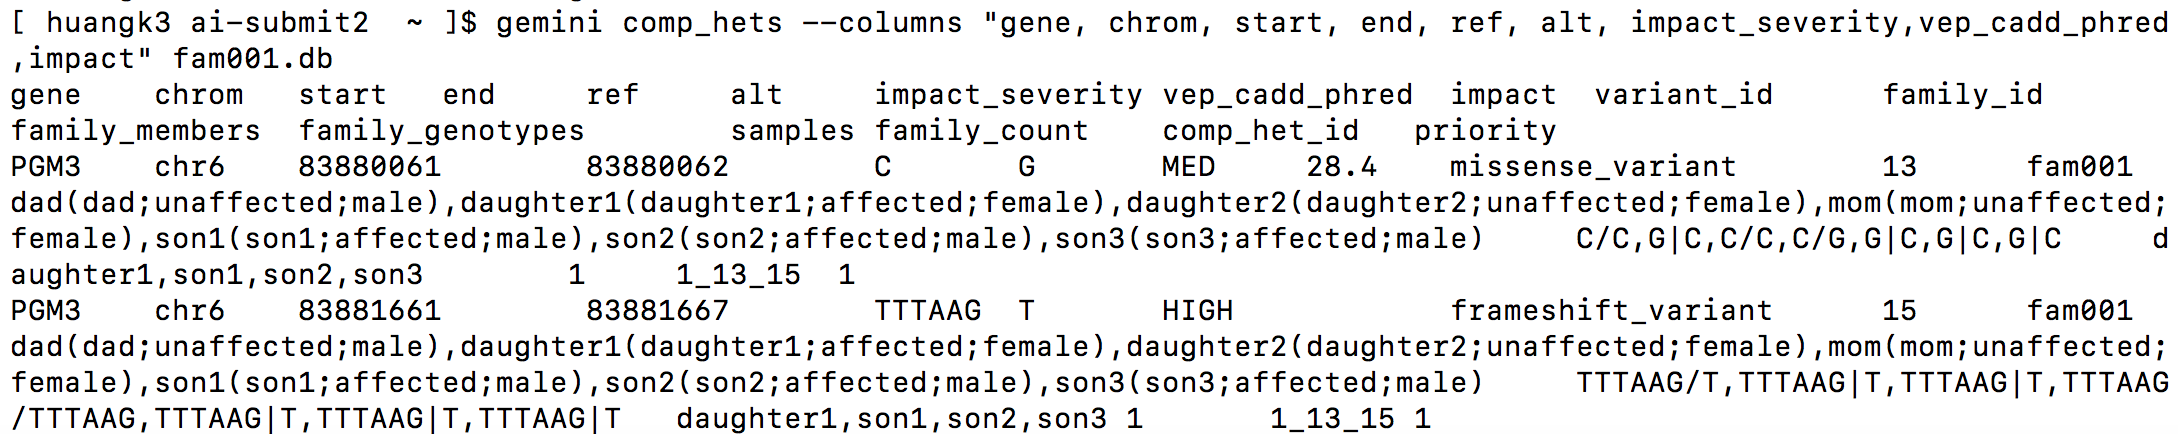 [ huangk3 ai-submit2  ~ ]$ gemini comp_hets --columns "gene, chrom, start, end, ref, alt, impact_severity,vep_cadd_phred
,impact" fam001.db
gene chrom start end ref alt impact_severity vep_cadd_phred impact variant_id family_id
family_members family_genotypes samples family_count comp_het_id priority
PGM3 chr6 83880061 83880062 C G MED 28.4 missense_variant 13 fam001
dad(dad;unaffected;male),daughter1(daughter1;affected;female),daughter2(daughter2;unaffected;female),mom(mom;unaffected;
female),son1(son1;affected;male),son2(son2;affected;male),son3(son3;affected;male) C/C,G|C,C/C,C/G,G|C,G|C,G|C d
aughter1,son1,son2,son3 1 1_13_15 1
PGM3 chr6 83881661 83881667 TTTAAG T HIGH frameshift_variant 15 fam001
dad(dad;unaffected;male),daughter1(daughter1;affected;female),daughter2(daughter2;unaffected;female),mom(mom;unaffected;
female),son1(son1;affected;male),son2(son2;affected;male),son3(son3;affected;male) TTTAAG/T,TTTAAG|T,TTTAAG|T,TTTAAG
/TTTAAG,TTTAAG|T,TTTAAG|T,TTTAAG|T daughter1,son1,son2,son3 1 1_13_15 1